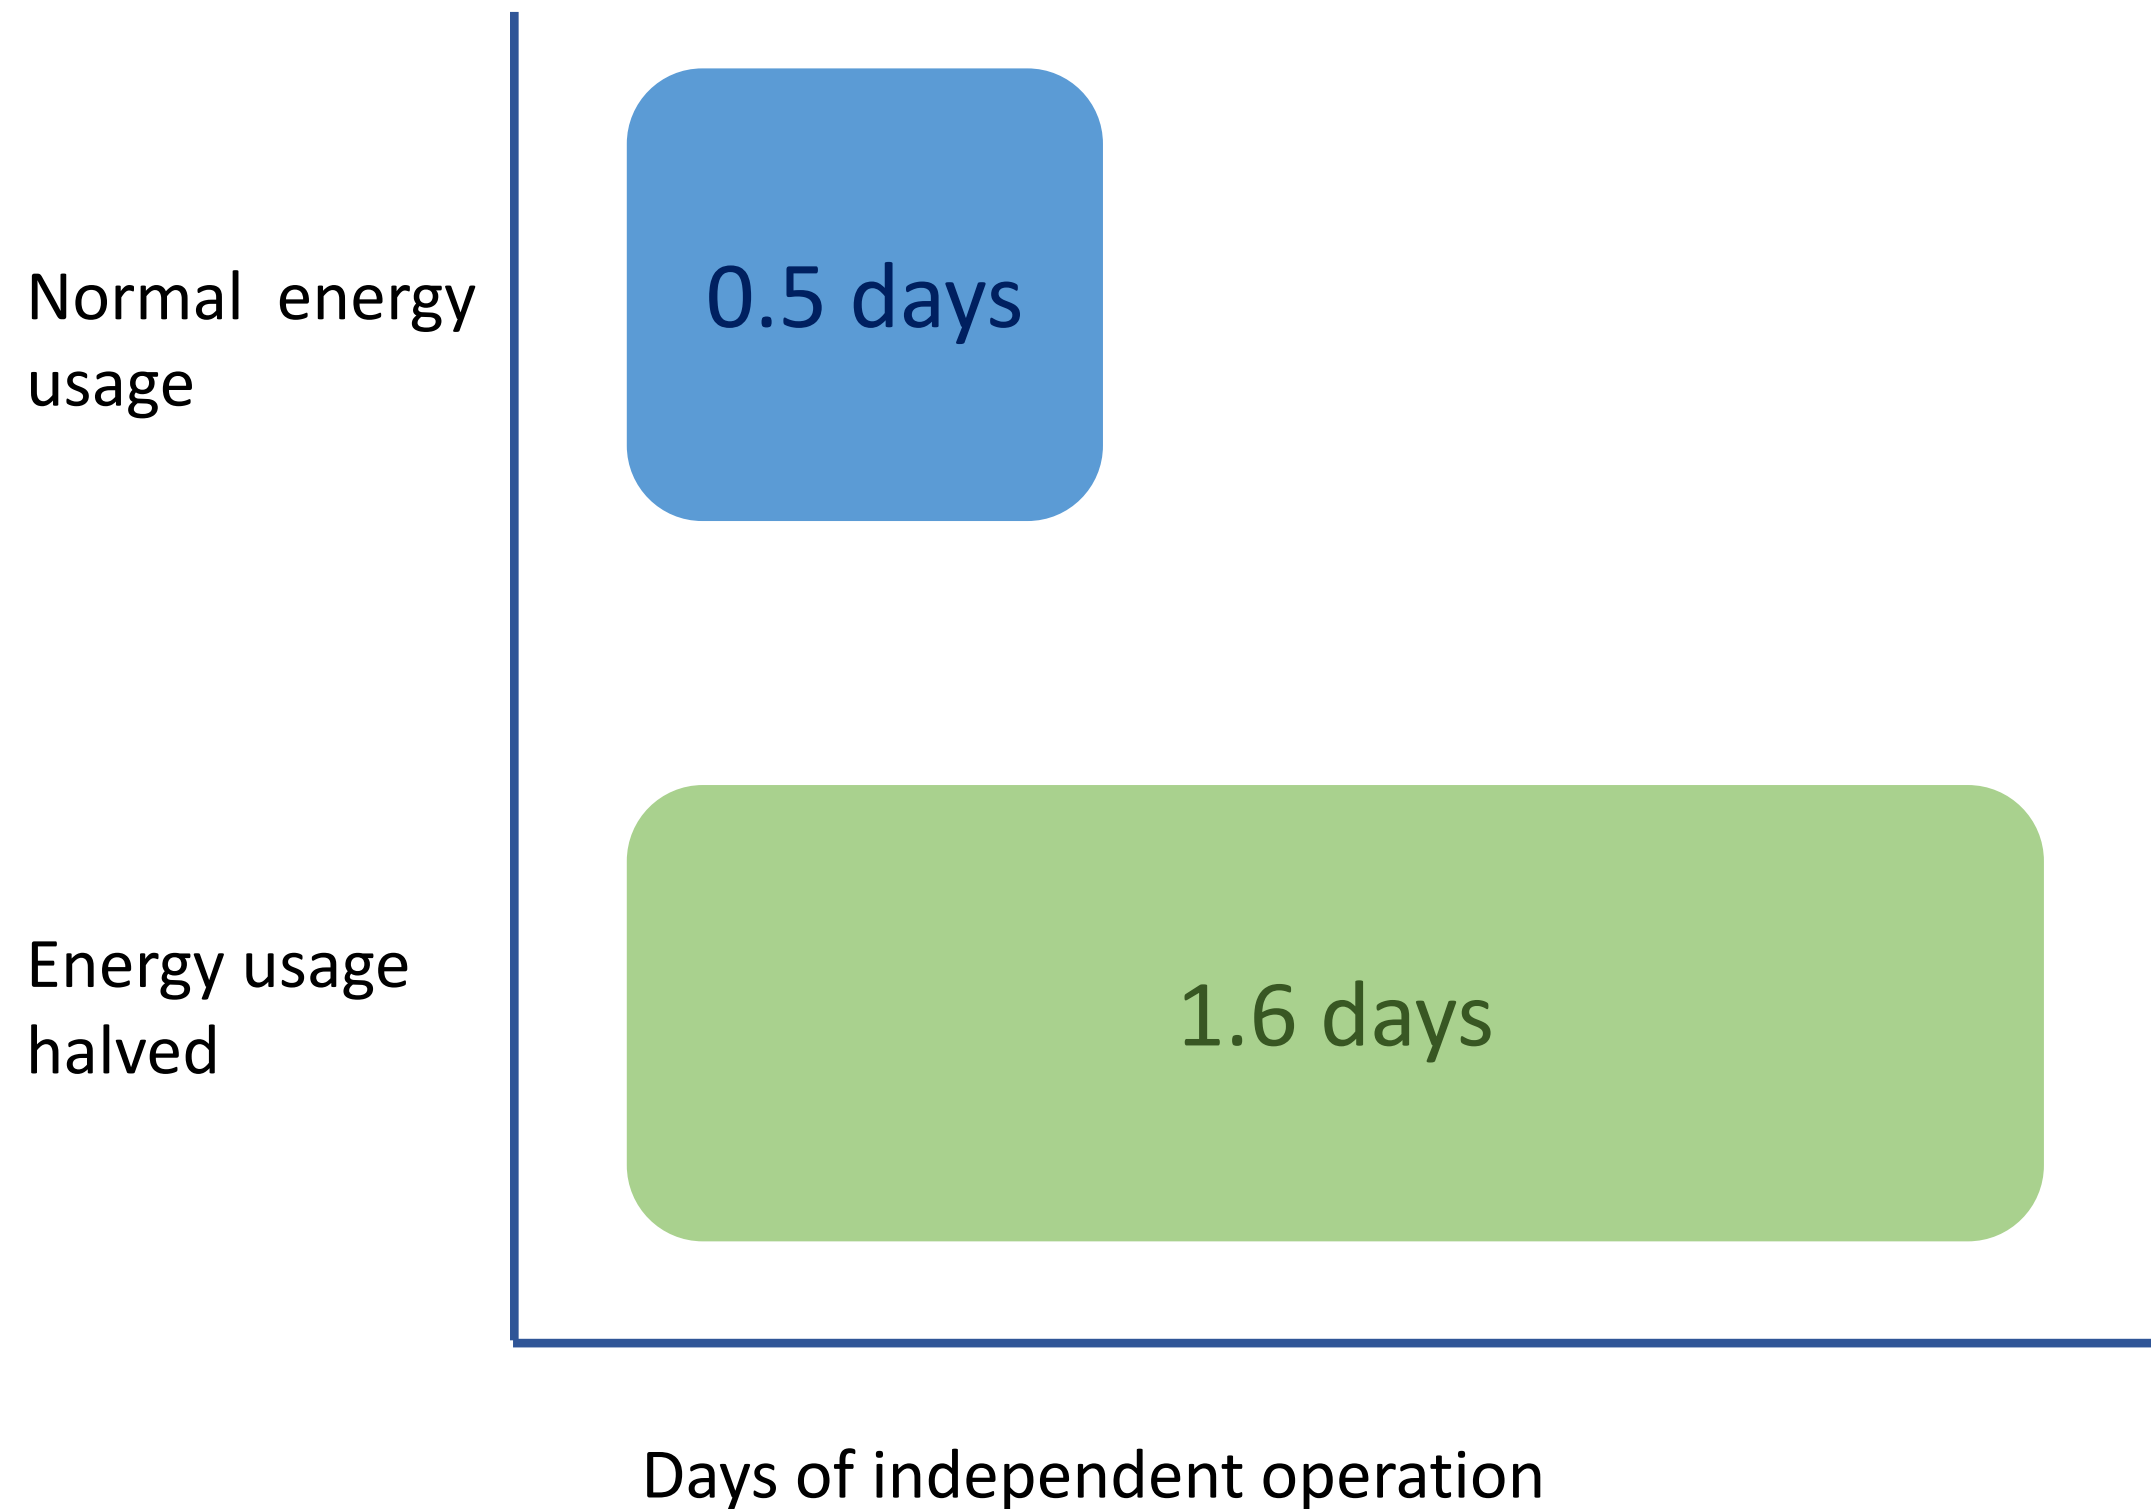 Normal energy
usage
0.5 days
Energy usage
halved
1.6 days
Days of independent operation